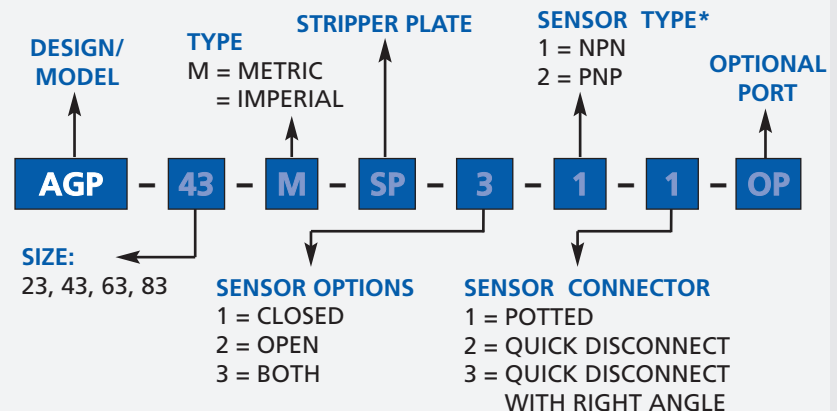 DESIGN/
MODEL
TYPE
M = METRIC
= IMPERIAL
STRIPPER PLATE
SENSOR TYPE*
1 = NPN
2 = PNP
OPTIONAL
PORT
AGP - 43 - M - SP - 3 - 1 - 1 - OP
SIZE:
23, 43, 63, 83
SENSOR OPTIONS
1 = CLOSED
2 = OPEN
3 = BOTH
SENSOR CONNECTOR
1 = POTTED
2 = QUICK DISCONNECT
3 = QUICK DISCONNECT
WITH RIGHT ANGLE